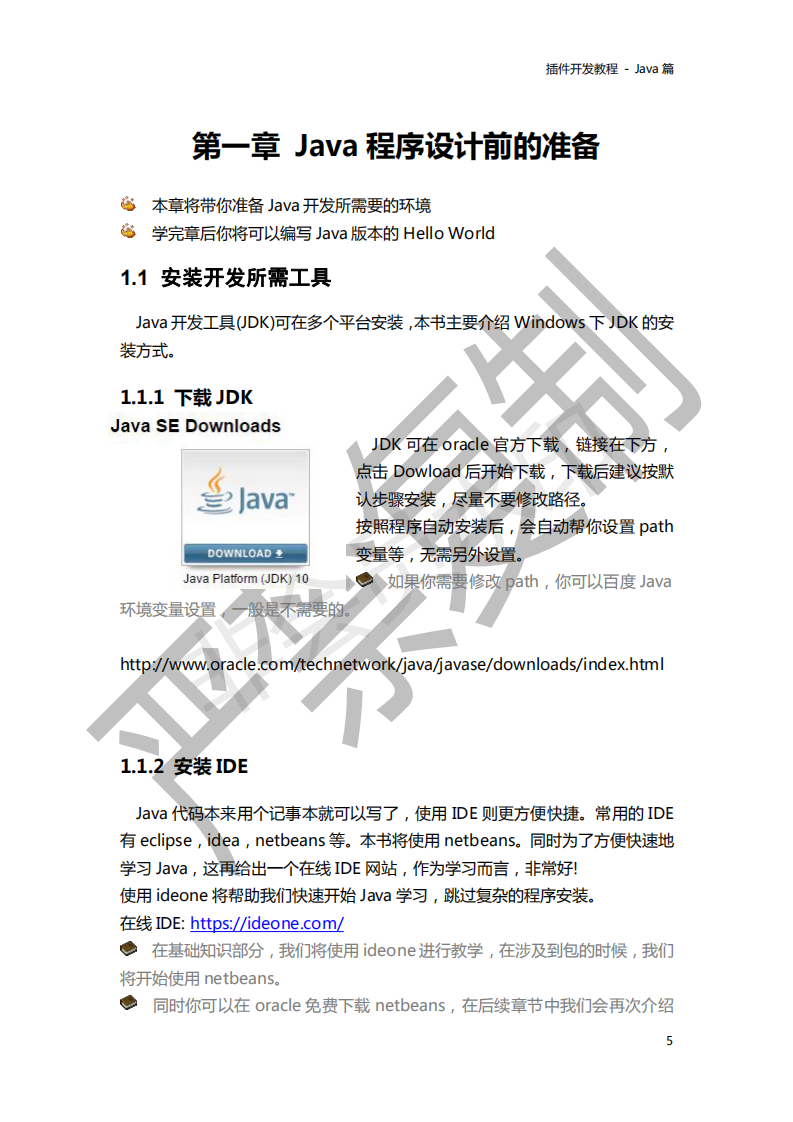 插件开发教程 - Java 篇
第一章 Java 程序设计前的准备
本章将带你准备 Java 开发所需要的环境
学完章后你将可以编写 Java 版本的 Hello World
1.1 安装开发所需工具
Java 开发工具(JDK)可在多个平台安装，本书主要介绍 Windows 下 JDK 的安
装方式。
1.1.1 下载 JDK
Java SE Downloads
Java™
DOWNLOAD
Java Platform (JDK) 10
JDK 可在 oracle 官方下载，链接在下方，
点击 Dowload 后开始下载，下载后建议按默
认步骤安装，尽量不要修改路径。
按照程序自动安装后，会自动帮你设置 path
变量等，无需另外设置。
如果你需要修改 path，你可以百度 Java
环境变量设置，一般是不需要的。
http://www.oracle.com/technetwork/java/javase/downloads/index.html
1.1.2 安装 IDE
Java 代码本来用个记事本就可以写了，使用 IDE 则更方便快捷。常用的 IDE
有 eclipse，idea，netbeans 等。本书将使用 netbeans。同时为了方便快速地
学习 Java，这再给出一个在线 IDE 网站，作为学习而言，非常好!
使用 ideone 将帮助我们快速开始 Java 学习，跳过复杂的程序安装。
在线 IDE: https://ideone.com/
在基础知识部分，我们将使用 ideone 进行教学，在涉及到包的时候，我们
将开始使用 netbeans。
同时你可以在 oracle 免费下载 netbeans，在后续章节中我们会再次介绍
5
严禁复制